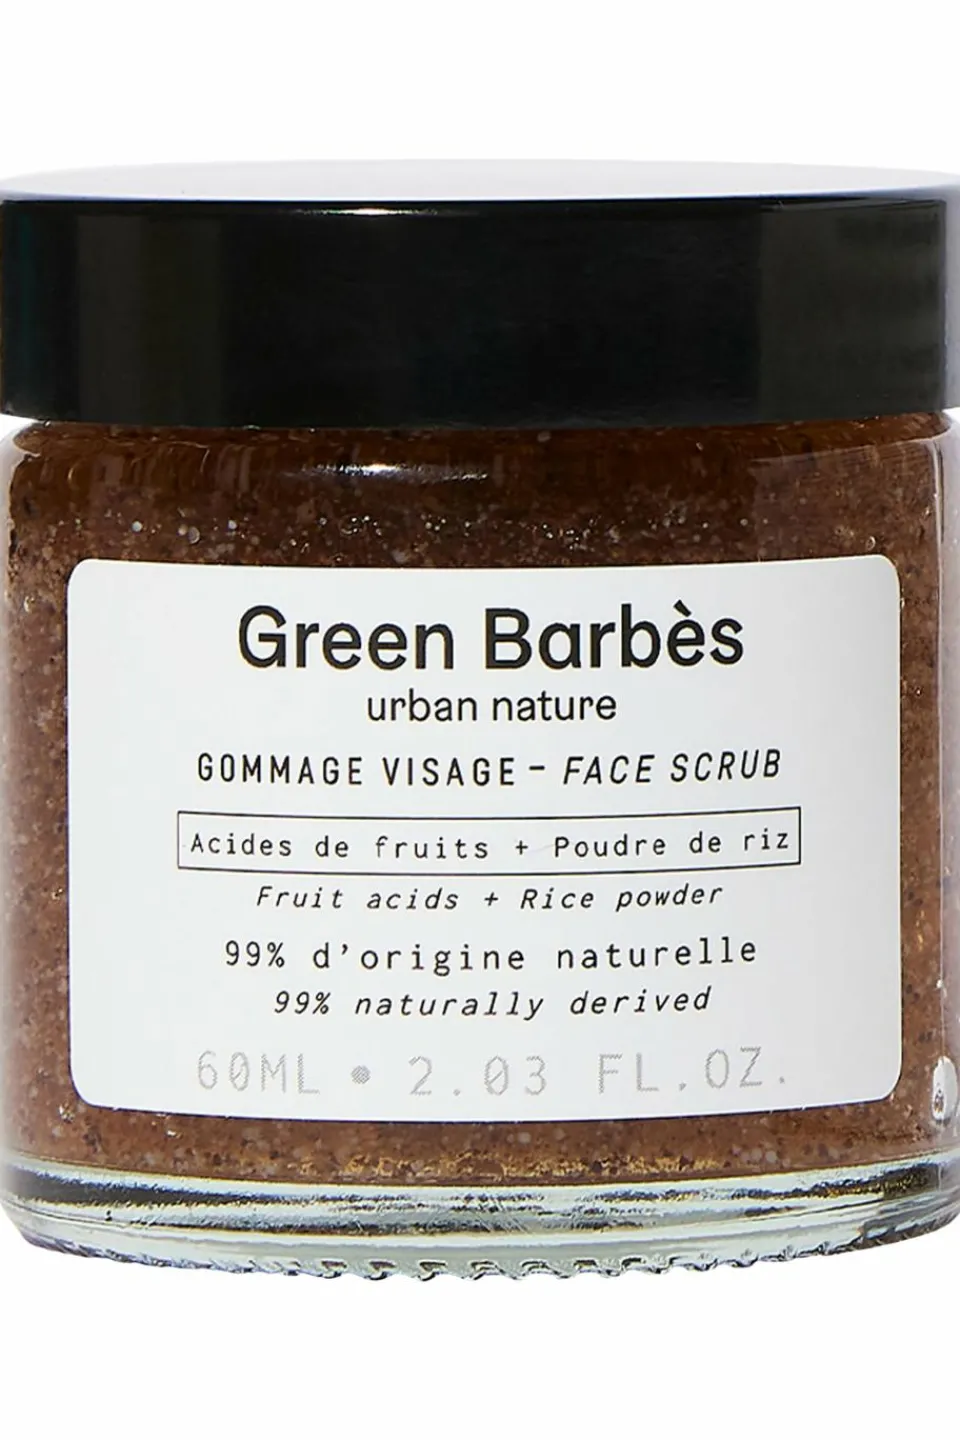 Green Barbès
urban nature
GOMMAGE VISAGE – FACE SCRUB
Acides de fruits + Poudre de riz
Fruit acids + Rice powder
99% d'origine naturelle
99% naturally derived
60ML • 2.03 FL.OZ.